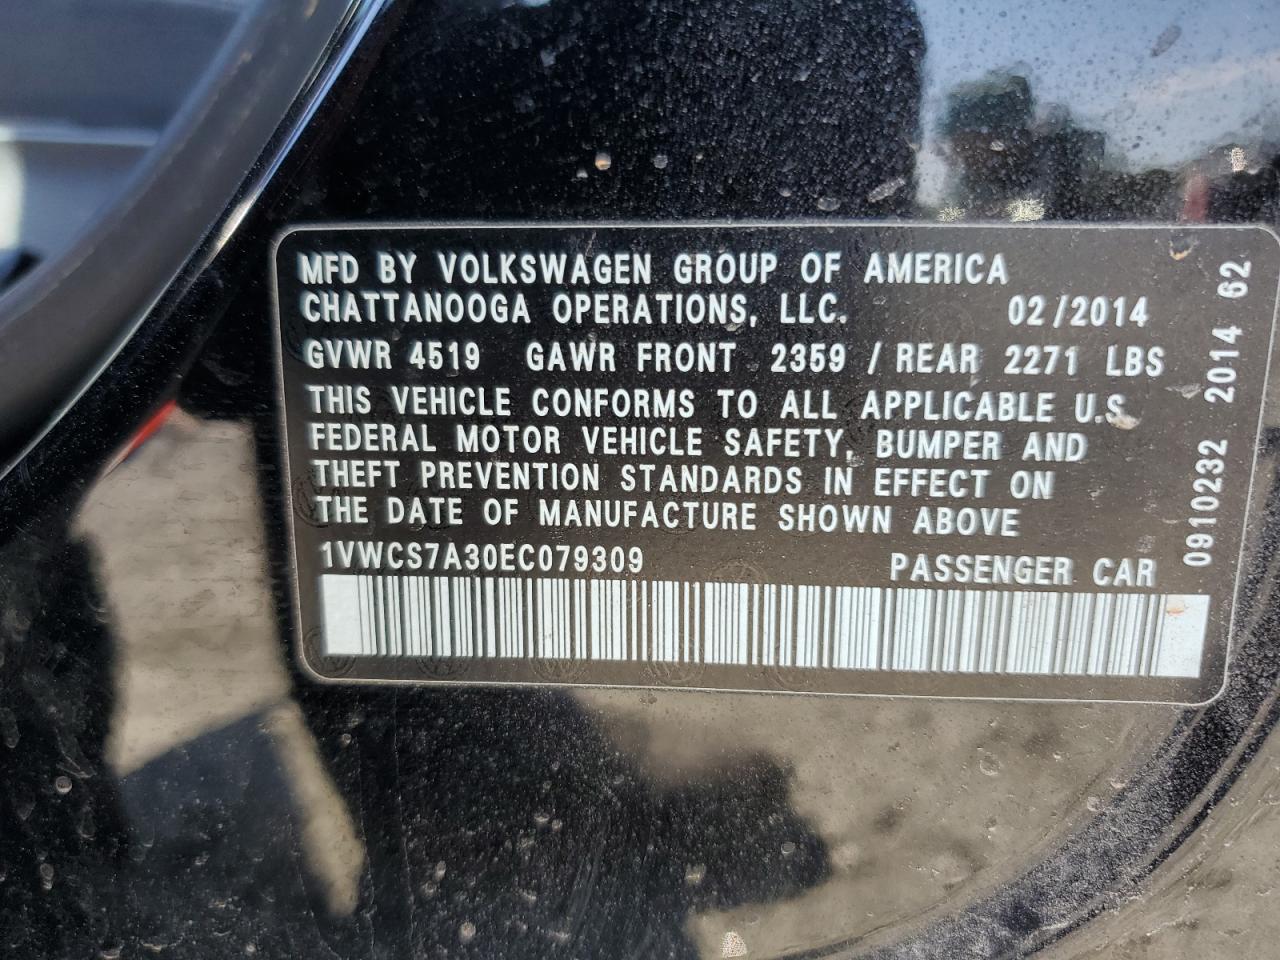 MFD BY VOLKSWAGEN GROUP OF AMERICA
CHATTANOOGA OPERATIONS, LLC. 02/2014
GVWR 4519 GAWR FRONT 2359 / REAR 2271 LBS
THIS VEHICLE CONFORMS TO ALL APPLICABLE U.S
FEDERAL MOTOR VEHICLE SAFETY, BUMPER AND
THEFT PREVENTION STANDARDS IN EFFECT ON
THE DATE OF MANUFACTURE SHOWN ABOVE
1VWCS7A30EC079309 PASSENGER CAR
0910232 2014 62